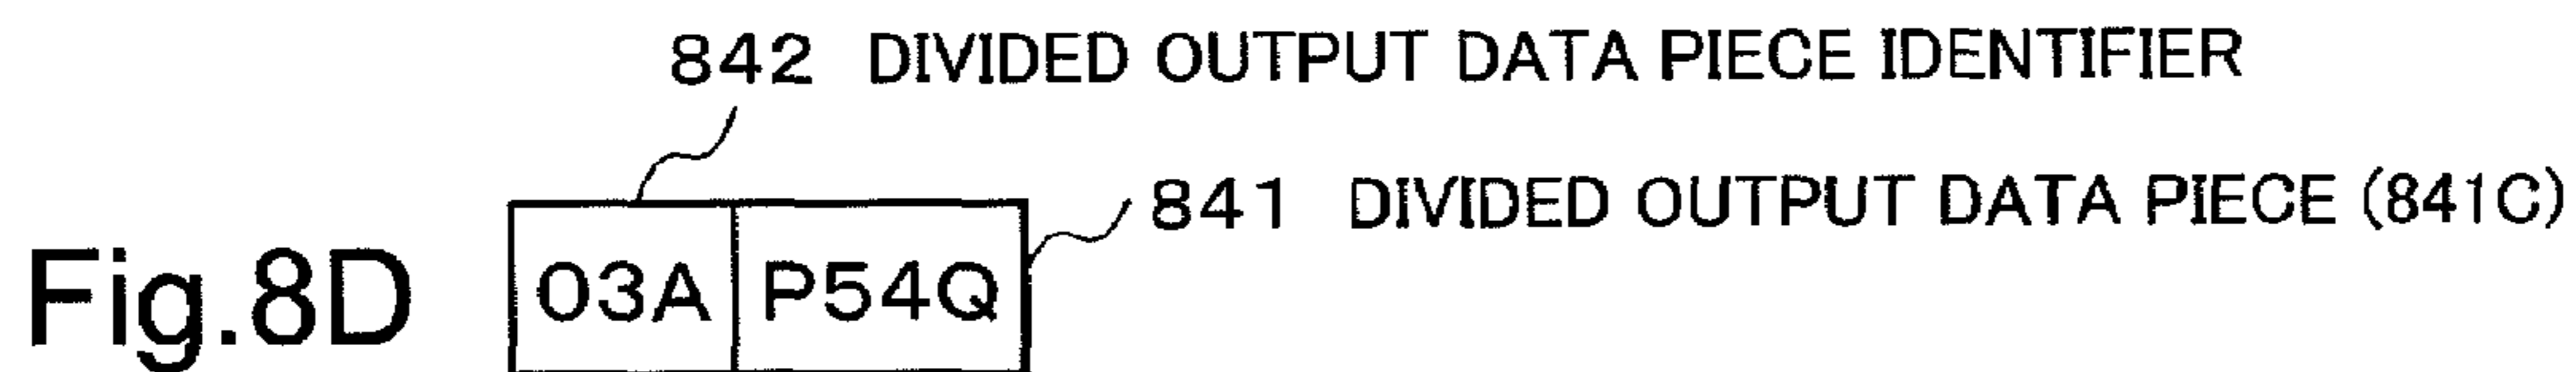 842 DIVIDED OUTPUT DATA PIECE IDENTIFIER
841 DIVIDED OUTPUT DATA PIECE (841C)
Fig.8D 03A P54Q